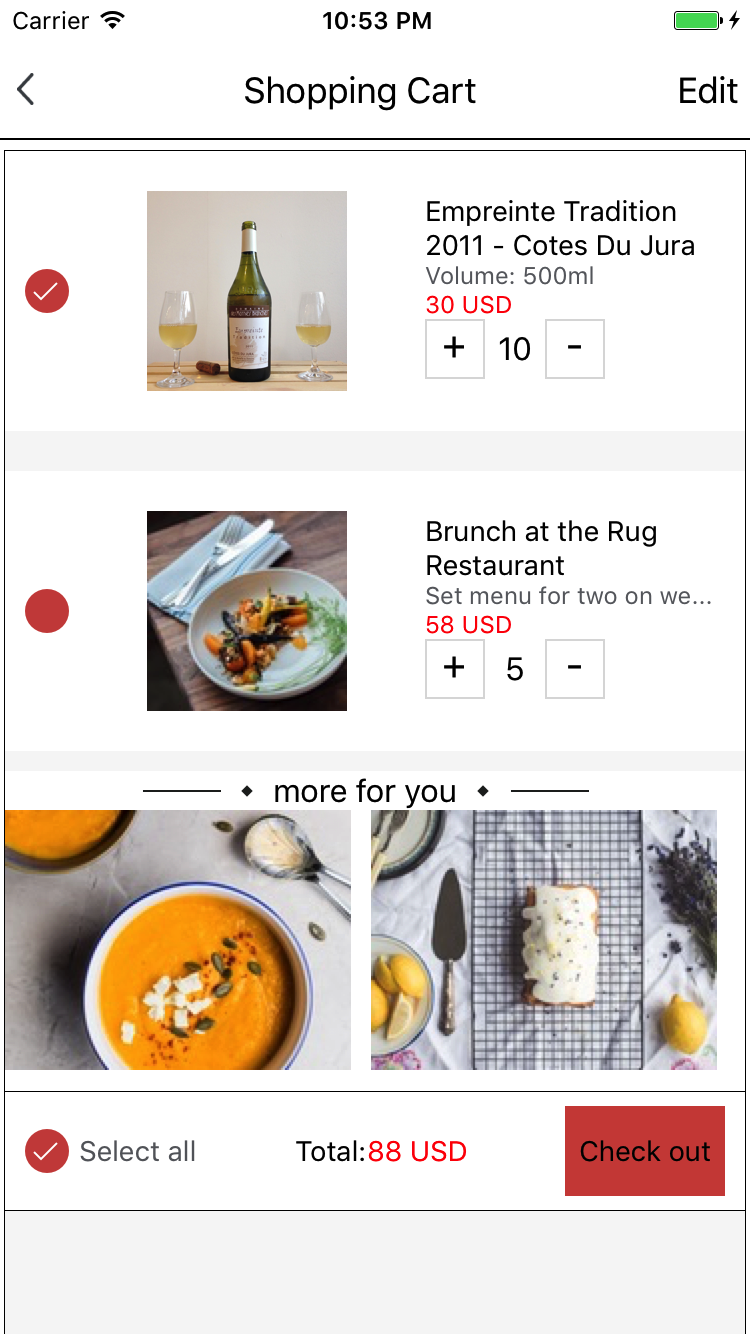 Carrier 10:53 PM
Shopping Cart Edit
Empreinte Tradition
2011 - Cotes Du Jura
Volume: 500ml
30 USD
+ 10 -
Brunch at the Rug
Restaurant
Set menu for two on we...
58 USD
+ 5 -
more for you
Select all Total:88 USD Check out